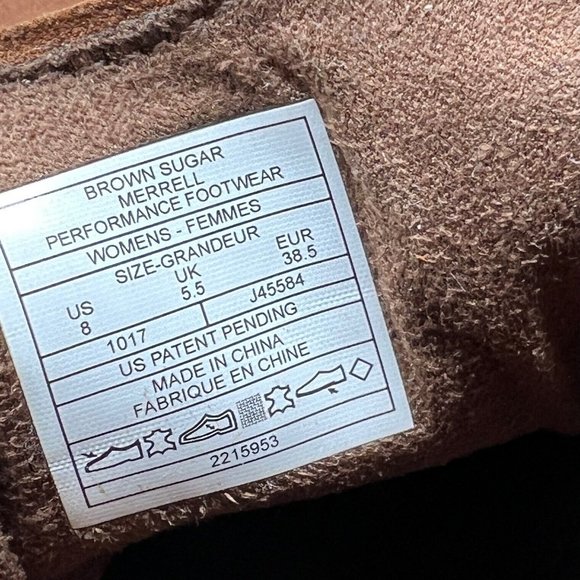 BROWN SUGAR
MERRELL
PERFORMANCE FOOTWEAR
WOMENS - FEMMES
SIZE-GRANDEUR
US UK EUR
8 5.5 38.5
1017 J45584
US PATENT PENDING
MADE IN CHINA
FABRIQUE EN CHINE
2215953